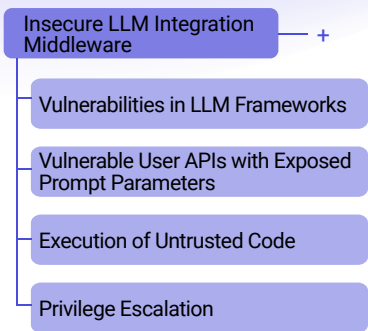 Insecure LLM Integration
Middleware
+
Vulnerabilities in LLM Frameworks
Vulnerable User APIs with Exposed
Prompt Parameters
Execution of Untrusted Code
Privilege Escalation